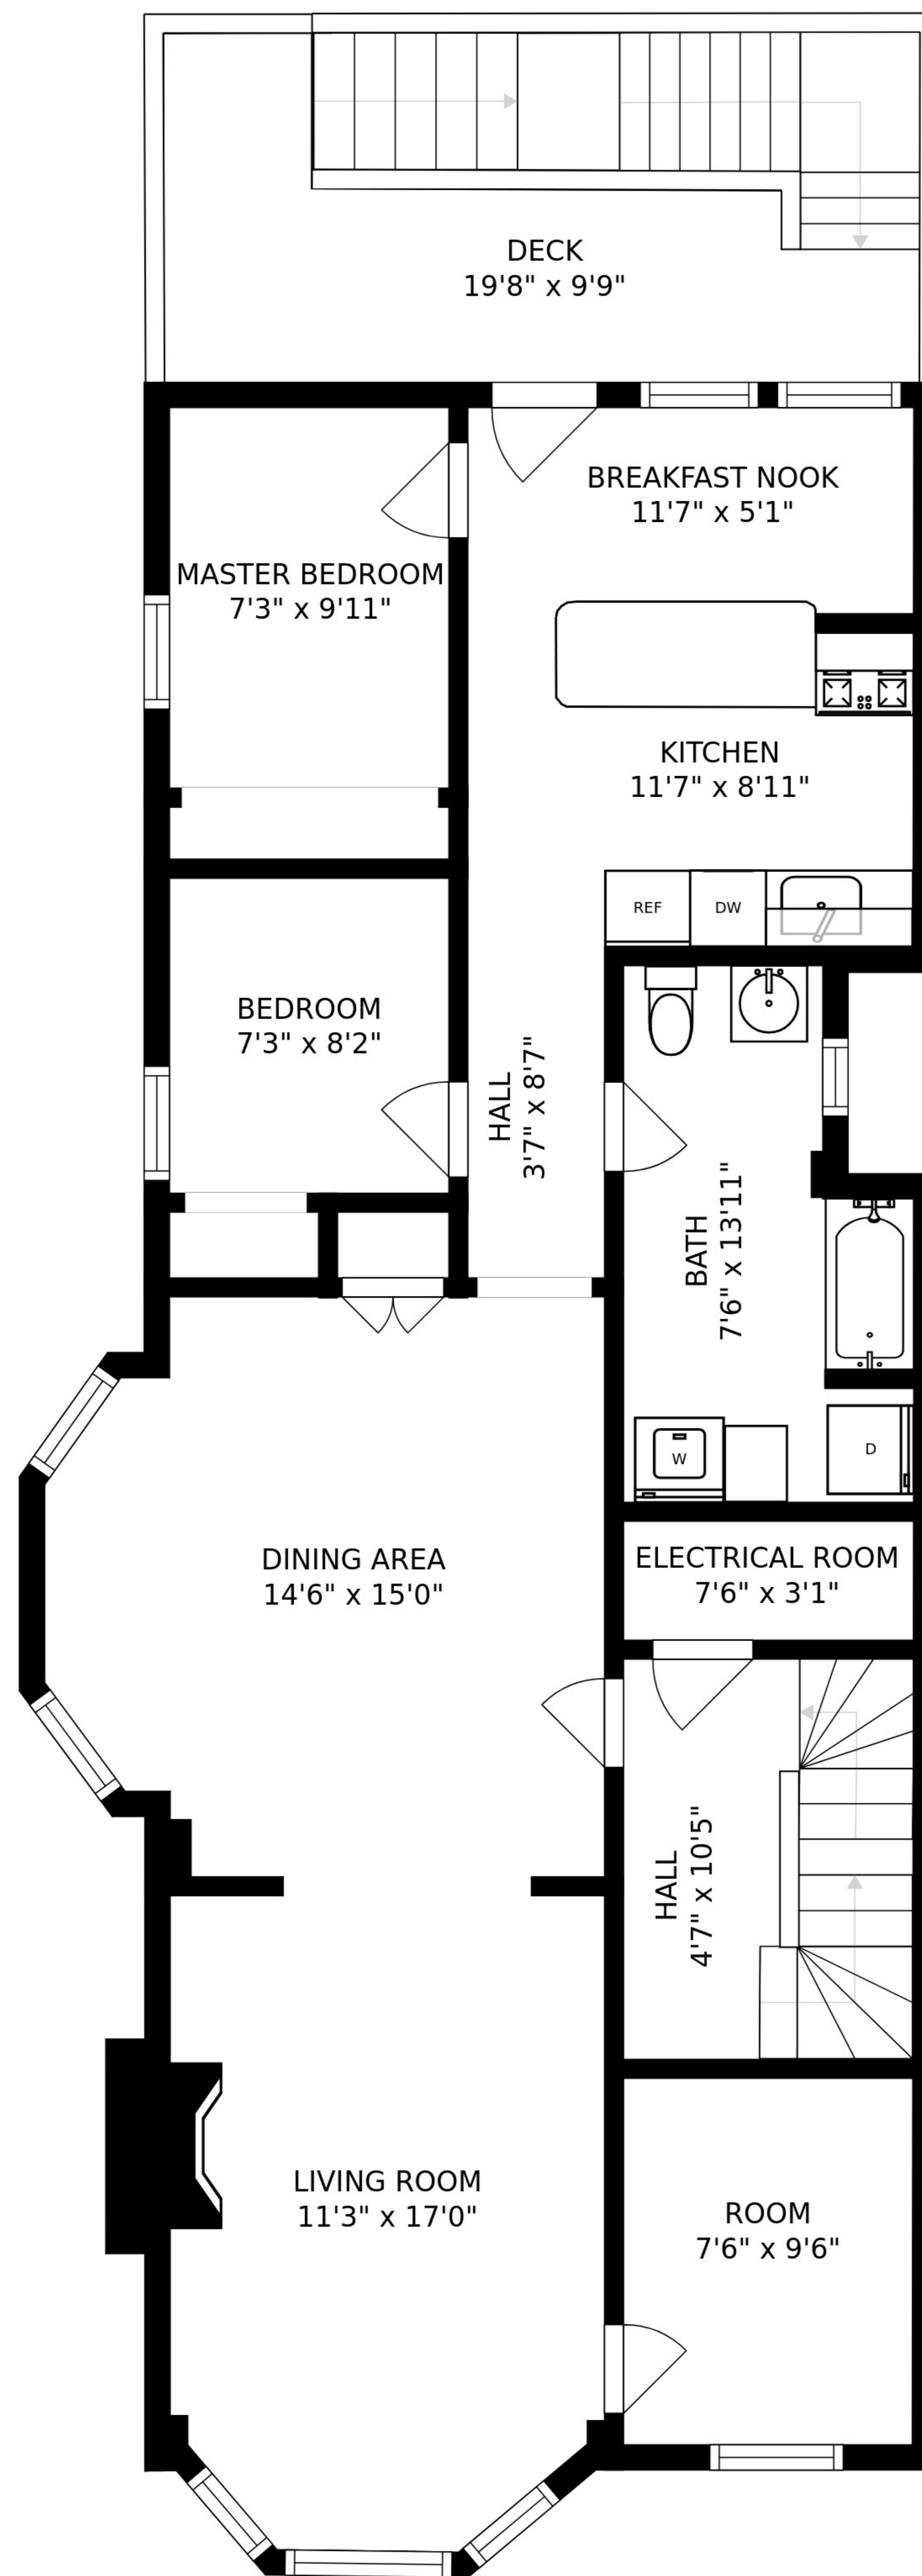 DECK
19'8" x 9'9"
BREAKFAST NOOK
11'7" x 5'1"
MASTER BEDROOM
7'3" x 9'11"
KITCHEN
11'7" x 8'11"
REF
DW
BEDROOM
7'3" x 8'2"
HALL
3'7" x 8'7"
BATH
7'6" x 13'11"
W
D
DINING AREA
14'6" x 15'0"
ELECTRICAL ROOM
7'6" x 3'1"
HALL
4'7" x 10'5"
LIVING ROOM
11'3" x 17'0"
ROOM
7'6" x 9'6"